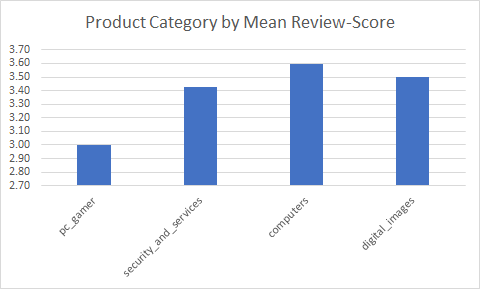 Product Category by Mean Review-Score
3.70
3.60
3.50
3.40
3.30
3.20
3.10
3.00
2.90
2.80
2.70
pc_gamer
security_and_services
computers
digital_images